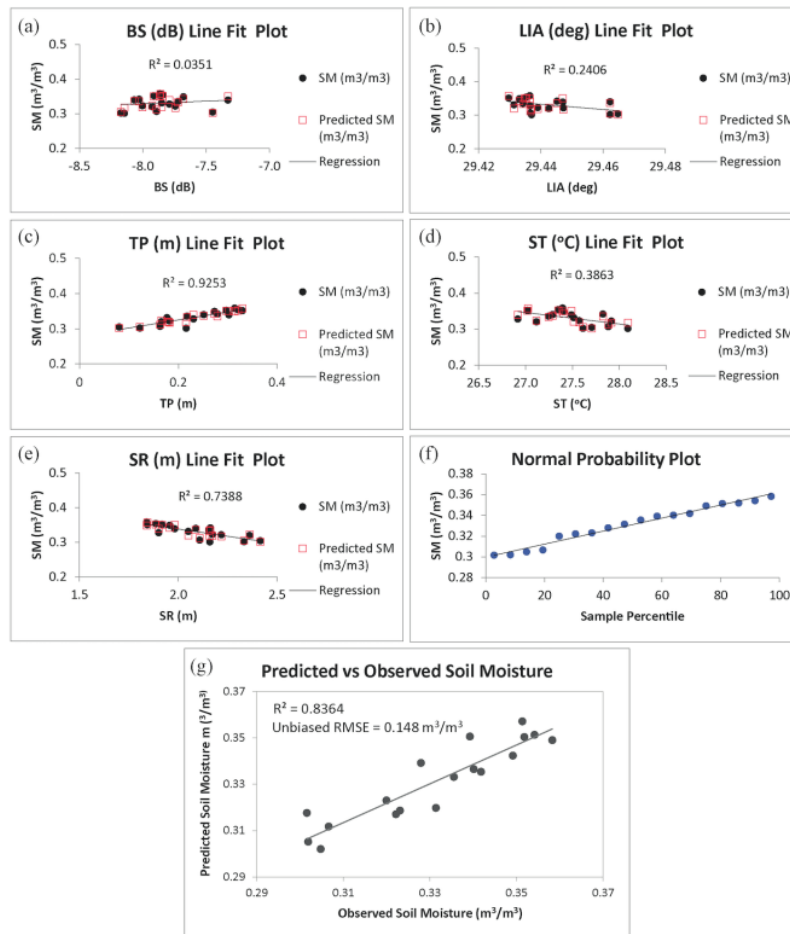 (a)
BS (dB) Line Fit Plot
R² = 0.0351
SM (m³/m³)
0.5
0.4
0.3
0.2
-8.5
-8.0
-7.5
-7.0
BS (dB)
SM (m3/m3)
Predicted SM
(m3/m3)
Regression
(b)
LIA (deg) Line Fit Plot
R² = 0.2406
SM (m³/m³)
0.5
0.4
0.3
0.2
29.42
29.44
29.46
29.48
LIA (deg)
SM (m3/m3)
Predicted SM
(m3/m3)
Regression
(c)
TP (m) Line Fit Plot
R² = 0.9253
SM (m³/m³)
0.5
0.4
0.3
0.2
0
0.2
0.4
TP (m)
SM (m3/m3)
Predicted SM
(m3/m3)
Regression
(d)
ST (ᵒC) Line Fit Plot
R² = 0.3863
SM (m³/m³)
0.5
0.4
0.3
0.2
26.5
27.0
27.5
28.0
28.5
ST (ᵒC)
SM (m3/m3)
Predicted SM
(m3/m3)
Regression
(e)
SR (m) Line Fit Plot
R² = 0.7388
SM (m³/m³)
0.5
0.4
0.3
0.2
1.5
2.0
2.5
SR (m)
SM (m3/m3)
Predicted SM
(m3/m3)
Regression
(f)
Normal Probability Plot
SM (m³/m³)
0.38
0.36
0.34
0.32
0.3
0.28
0
20
40
60
80
100
Sample Percentile
(g)
Predicted vs Observed Soil Moisture
R² = 0.8364
Unbiased RMSE = 0.148 m³/m³
Predicted Soil Moisture m (³/m³)
0.37
0.35
0.33
0.31
0.29
0.29
0.31
0.33
0.35
0.37
Observed Soil Moisture (m³/m³)